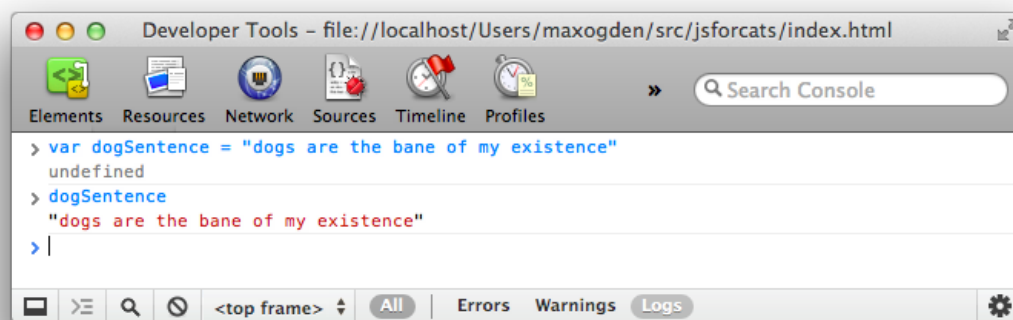 Developer Tools – file://localhost/Users/maxogden/src/jsforcats/index.html
Elements Resources Network Sources Timeline Profiles » Search Console
> var dogSentence = "dogs are the bane of my existence"
undefined
> dogSentence
"dogs are the bane of my existence"
>
<top frame> All Errors Warnings Logs